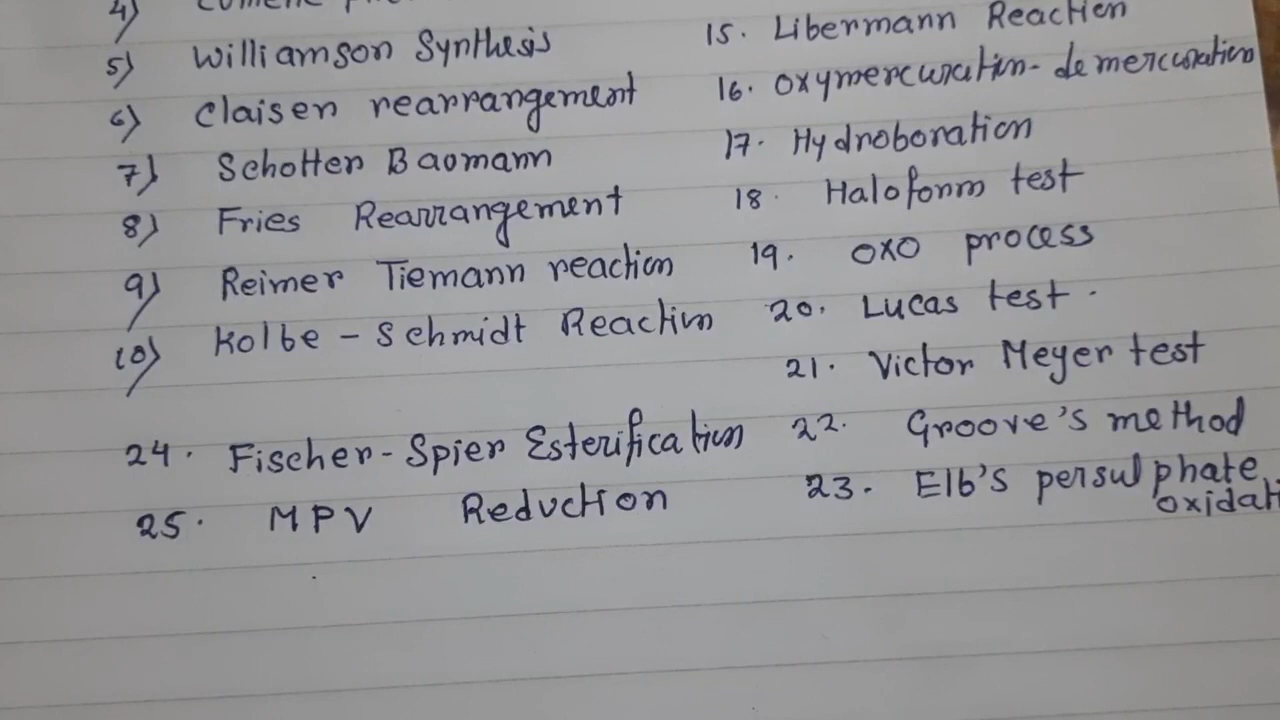 4)
5) Williamson Synthesis
6) Claisen rearrangement
7) Schotten Baomann
8) Fries Rearrangement
9) Reimer Tiemann reaction
10) Kolbe - Schmidt Reaction
15. Libermann Reaction
16. Oxymercuration- demercuration
17. Hydroboration
18. Haloform test
19. OXO process
20. Lucas test.
21. Victor Meyer test
22. Groove's method
23. Elb's persulphate
24. Fischer-Spier Esterification
25. MPV Reduction